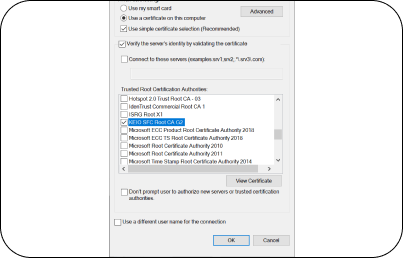 Use my smart card
Advanced
Use a certificate on this computer
Use simple certificate selection (Recommended)
Verify the server's identity by validating the certificate
Connect to these servers (examples:srv1;srv2;.*\.srv3\.com):
Trusted Root Certification Authorities:
Hotspot 2.0 Trust Root CA - 03
IdenTrust Commercial Root CA 1
ISRG Root X1
KEIO SFC Root CA G2
Microsoft ECC Product Root Certificate Authority 2018
Microsoft ECC TS Root Certificate Authority 2018
Microsoft Root Certificate Authority 2010
Microsoft Root Certificate Authority 2011
Microsoft Time Stamp Root Certificate Authority 2014
View Certificate
Don't prompt user to authorize new servers or trusted certification
authorities.
Use a different user name for the connection
OK
Cancel